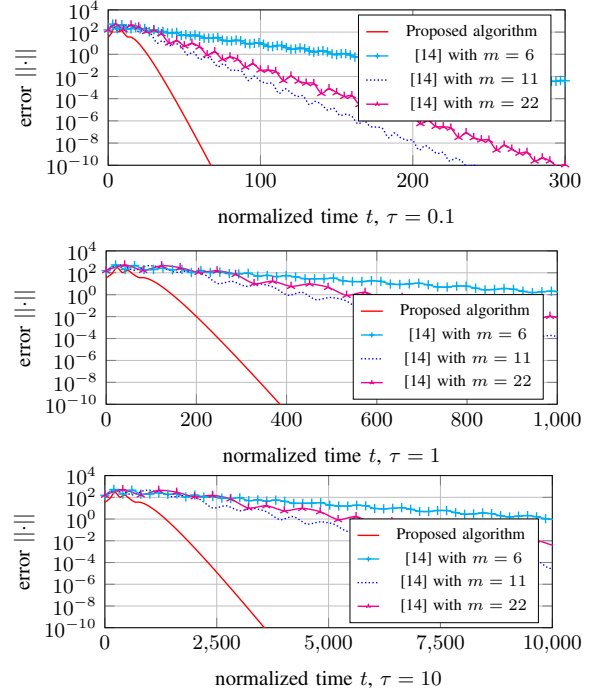 10^4
10^2
10^0
10^−2
10^−4
10^−6
10^−8
10^−10
error ||·||
0
100
200
300
normalized time t, τ = 0.1
Proposed algorithm
[14] with m = 6
[14] with m = 11
[14] with m = 22
10^4
10^2
10^0
10^−2
10^−4
10^−6
10^−8
10^−10
error ||·||
0
200
400
600
800
1,000
normalized time t, τ = 1
Proposed algorithm
[14] with m = 6
[14] with m = 11
[14] with m = 22
10^4
10^2
10^0
10^−2
10^−4
10^−6
10^−8
10^−10
error ||·||
0
2,500
5,000
7,500
10,000
normalized time t, τ = 10
Proposed algorithm
[14] with m = 6
[14] with m = 11
[14] with m = 22